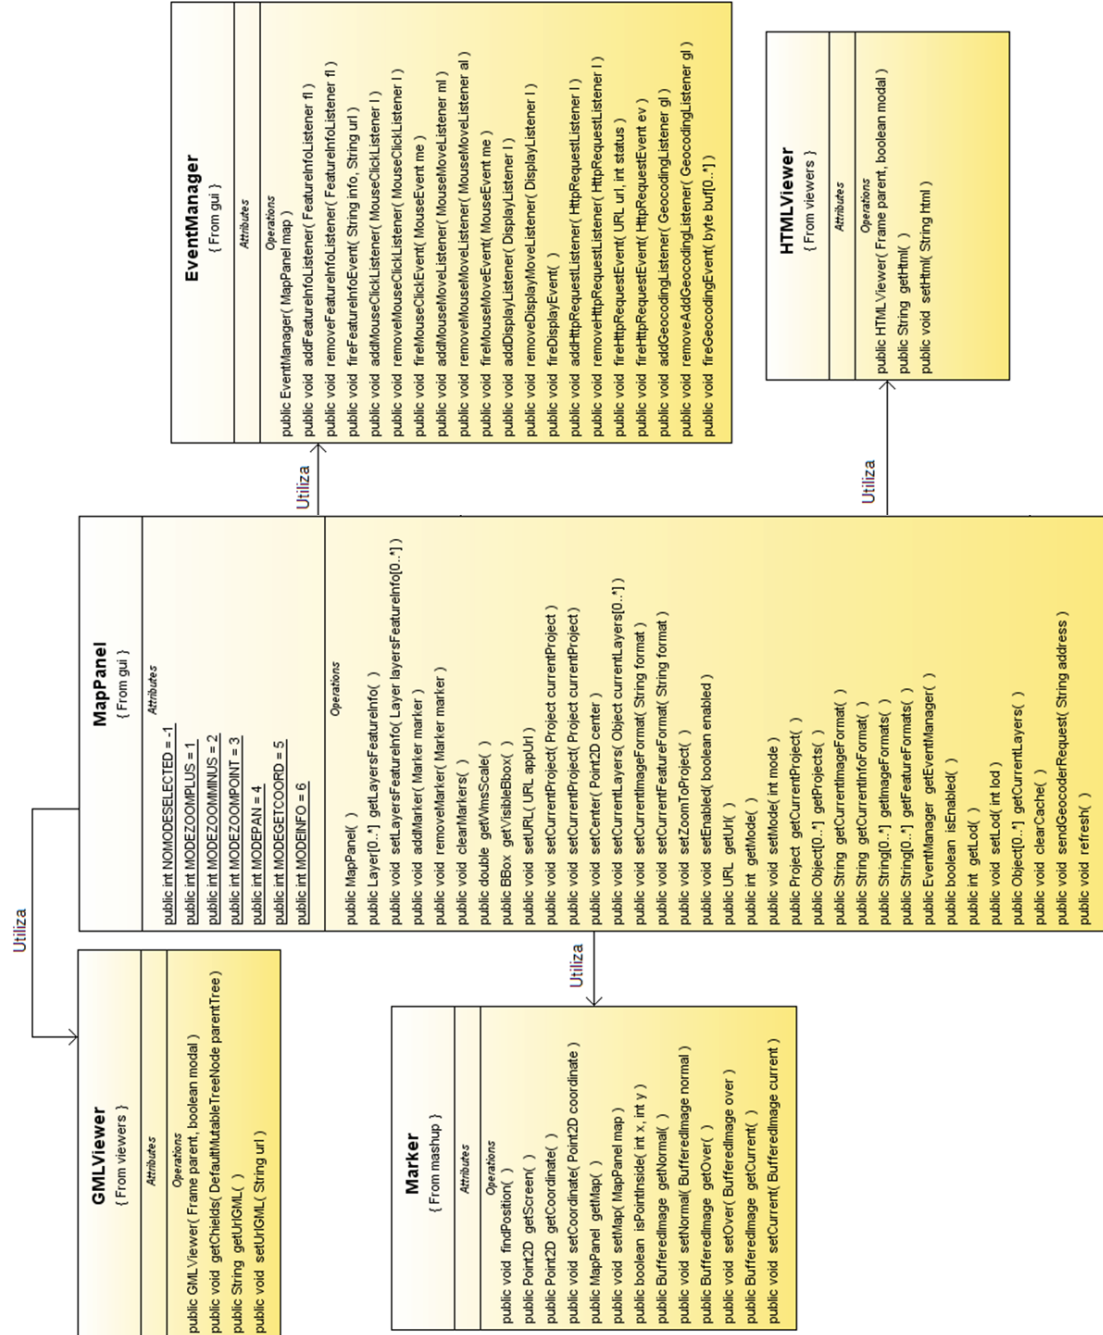 EventManager
{ From gui }
Attributes
Operations
public EventManager( MapPanel map )
public void addFeatureInfoListener( FeatureInfoListener fl )
public void removeFeatureInfoListener( FeatureInfoListener fl )
public void fireFeatureInfoEvent( String info, String url )
public void addMouseClickListener( MouseClickListener l )
public void removeMouseClickListener( MouseClickListener l )
public void fireMouseClickEvent( MouseEvent me )
public void addMouseMoveListener( MouseMoveListener ml )
public void removeMouseMoveListener( MouseMoveListener al )
public void fireMouseMoveEvent( MouseEvent me )
public void addDisplayListener( DisplayListener l )
public void removeDisplayMoveListener( DisplayListener l )
public void fireDisplayEvent( )
public void addHttpRequestListener( HttpRequestListener l )
public void removeHttpRequestListener( HttpRequestListener l )
public void fireHttpRequestEvent( URL url, int status )
public void fireHttpRequestEvent( HttpRequestEvent ev )
public void addGeocodingListener( GeocodingListener gl )
public void removeAddGeocodingListener( GeocodingListener gl )
public void fireGeocodingEvent( byte buf[0..*] )
HTMLViewer
{ From viewers }
Attributes
Operations
public HTMLViewer( Frame parent, boolean modal )
public String getHtml( )
public void setHtml( String html )
Utiliza
Utiliza
MapPanel
{ From gui }
Attributes
public int NOMODESELECTED = -1
public int MODEZOOMPLUS = 1
public int MODEZOOMMINUS = 2
public int MODEZOOMPOINT = 3
public int MODEPAN = 4
public int MODEGETCOORD = 5
public int MODEINFO = 6
Operations
public MapPanel( )
public Layer[0..*] getLayersFeatureInfo( )
public void setLayersFeatureInfo( Layer layersFeatureInfo[0..*] )
public void addMarker( Marker marker )
public void removeMarker( Marker marker )
public void clearMarkers( )
public double getWmsScale( )
public BBox getVisibleBbox( )
public void setURL( URL appUrl )
public void setCurrentProject( Project currentProject )
public void setCurrentProject( Project currentProject)
public void setCenter( Point2D center )
public void setCurrentLayers( Object currentLayers[0..*] )
public void setCurrentImageFormat( String format )
public void setCurrentFeatureFormat( String format )
public void setZoomToProject( )
public void setEnabled( boolean enabled )
public URL getUrl( )
public int getMode( )
public void setMode( int mode )
public Project getCurrentProject( )
public Object[0..*] getProjects( )
public String getCurrentImageFormat( )
public String getCurrentInfoFormat( )
public String[0..*] getImageFormats( )
public String[0..*] getFeatureFormats( )
public EventManager getEventManager( )
public boolean isEnabled( )
public int getLod( )
public void setLod( int lod )
public Object[0..*] getCurrentLayers( )
public void clearCache( )
public void sendGeocoderRequest( String address )
public void refresh( )
Utiliza
Utiliza
GMLViewer
{ From viewers }
Attributes
Operations
public GMLViewer( Frame parent, boolean modal )
public void getChields( DefaultMutableTreeNode parentTree)
public String getUrlGML( )
public void setUrlGML( String url )
Marker
{ From mashup }
Attributes
Operations
public void findPosition( )
public Point2D getScreen( )
public Point2D getCoordinate( )
public void setCoordinate( Point2D coordinate )
public MapPanel getMap( )
public void setMap( MapPanel map )
public boolean isPointInside( int x, int y )
public BufferedImage getNormal( )
public void setNormal( BufferedImage normal )
public BufferedImage getOver( )
public void setOver( BufferedImage over )
public BufferedImage getCurrent( )
public void setCurrent( BufferedImage current )